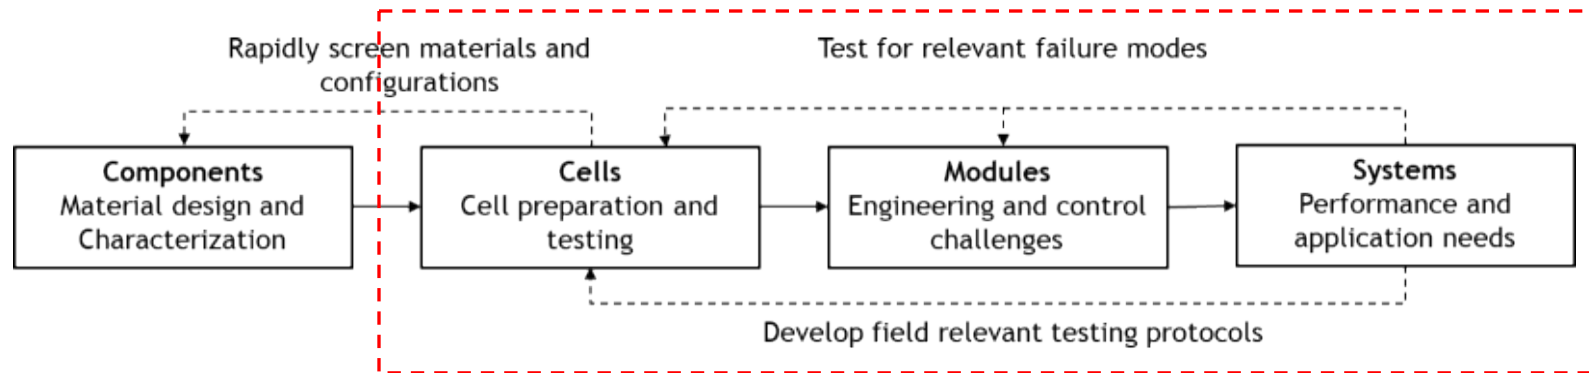 Rapidly screen materials and
configurations
Test for relevant failure modes
Components
Material design and
Characterization
Cells
Cell preparation and
testing
Modules
Engineering and control
challenges
Systems
Performance and
application needs
Develop field relevant testing protocols